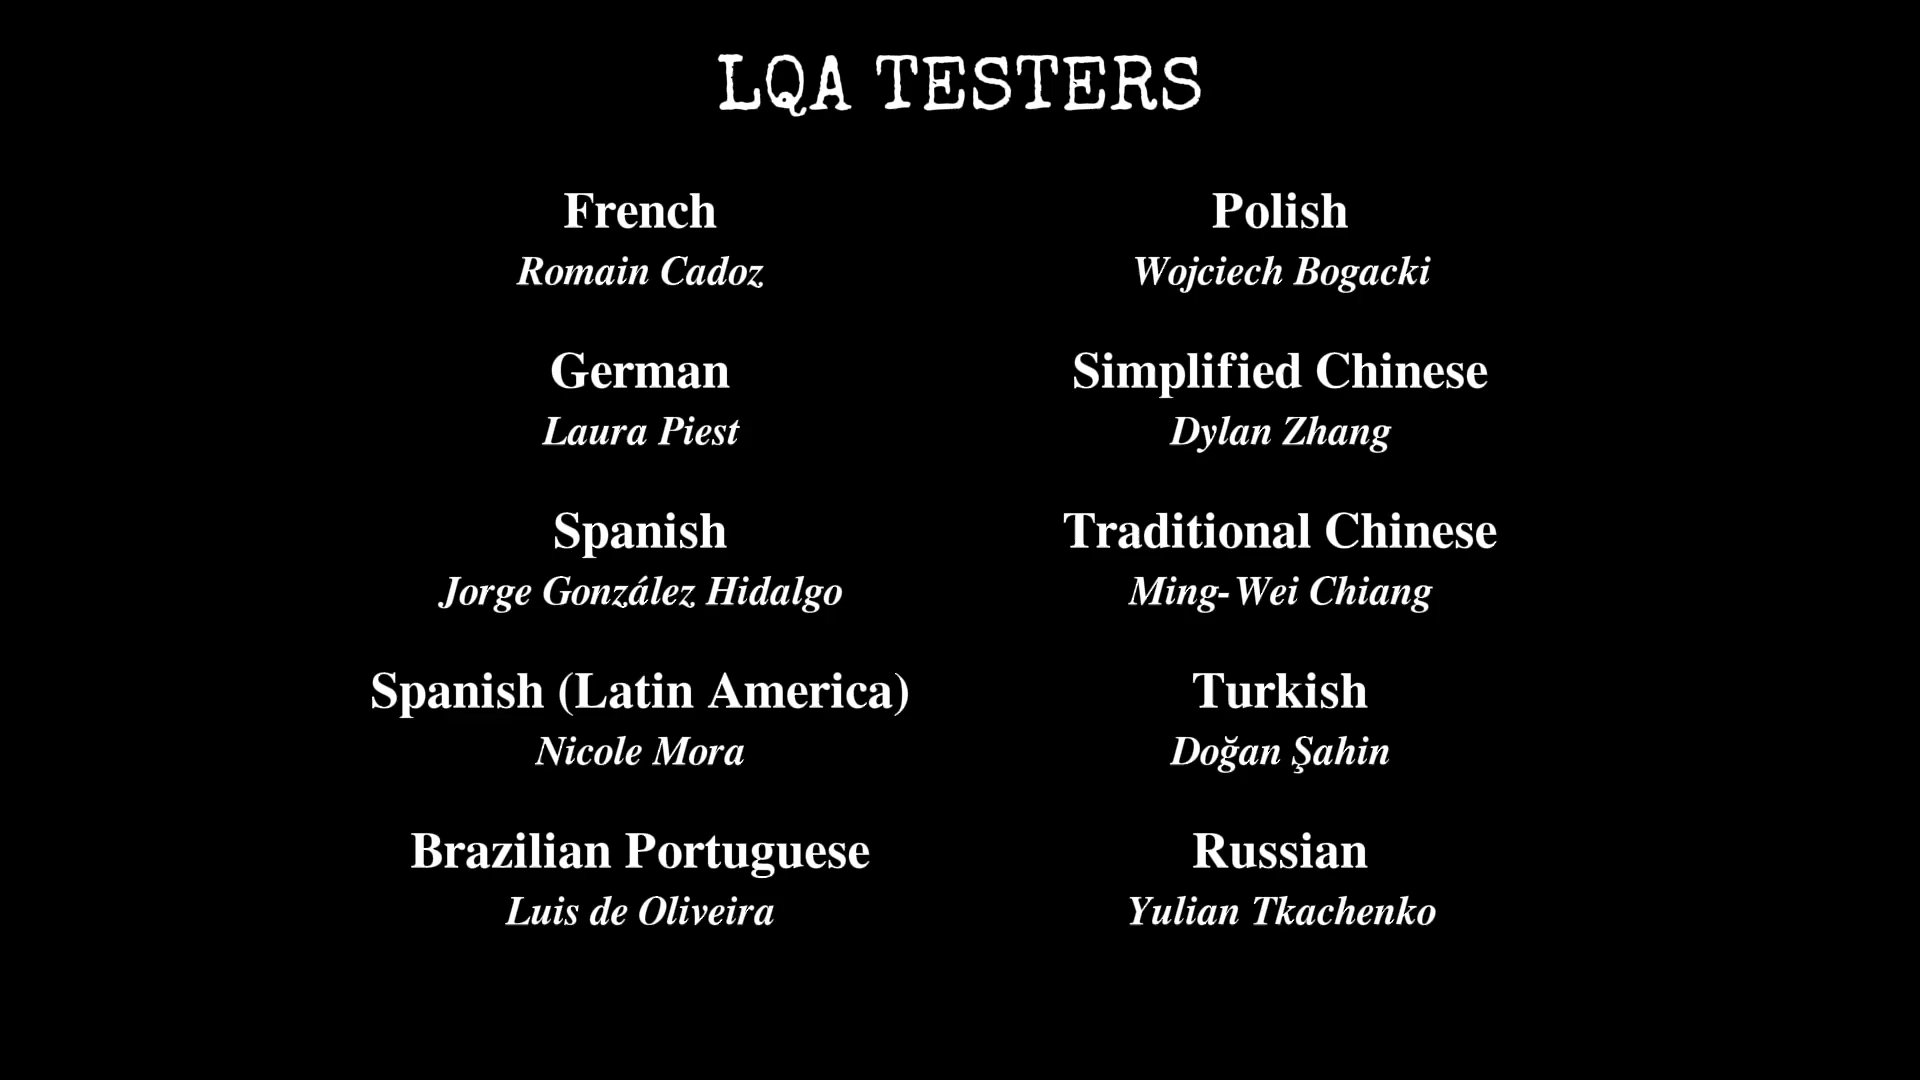 LQA TESTERS
French
Romain Cadoz
German
Laura Piest
Spanish
Jorge González Hidalgo
Spanish (Latin America)
Nicole Mora
Brazilian Portuguese
Luis de Oliveira
Polish
Wojciech Bogacki
Simplified Chinese
Dylan Zhang
Traditional Chinese
Ming-Wei Chiang
Turkish
Doğan Şahin
Russian
Yulian Tkachenko